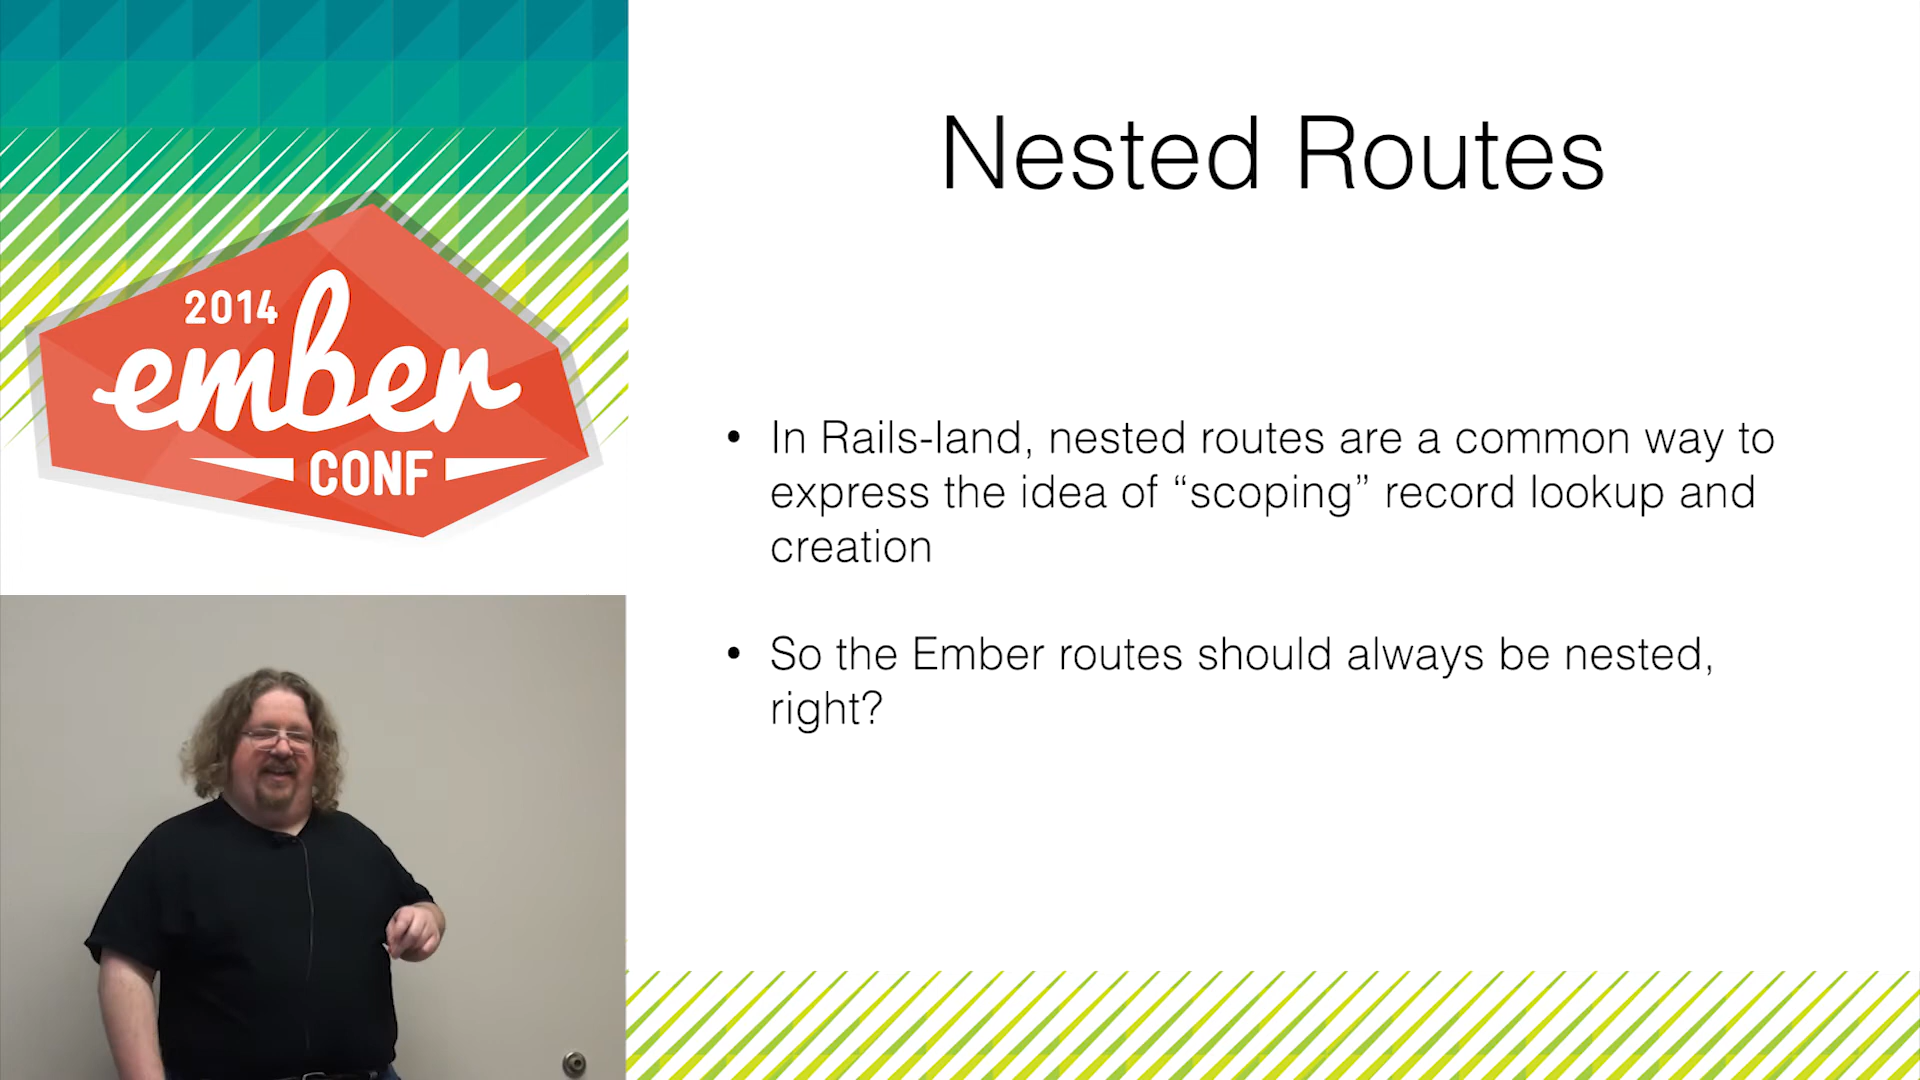 2014
ember
CONF
Nested Routes
• In Rails-land, nested routes are a common way to
express the idea of “scoping” record lookup and
creation
• So the Ember routes should always be nested,
right?